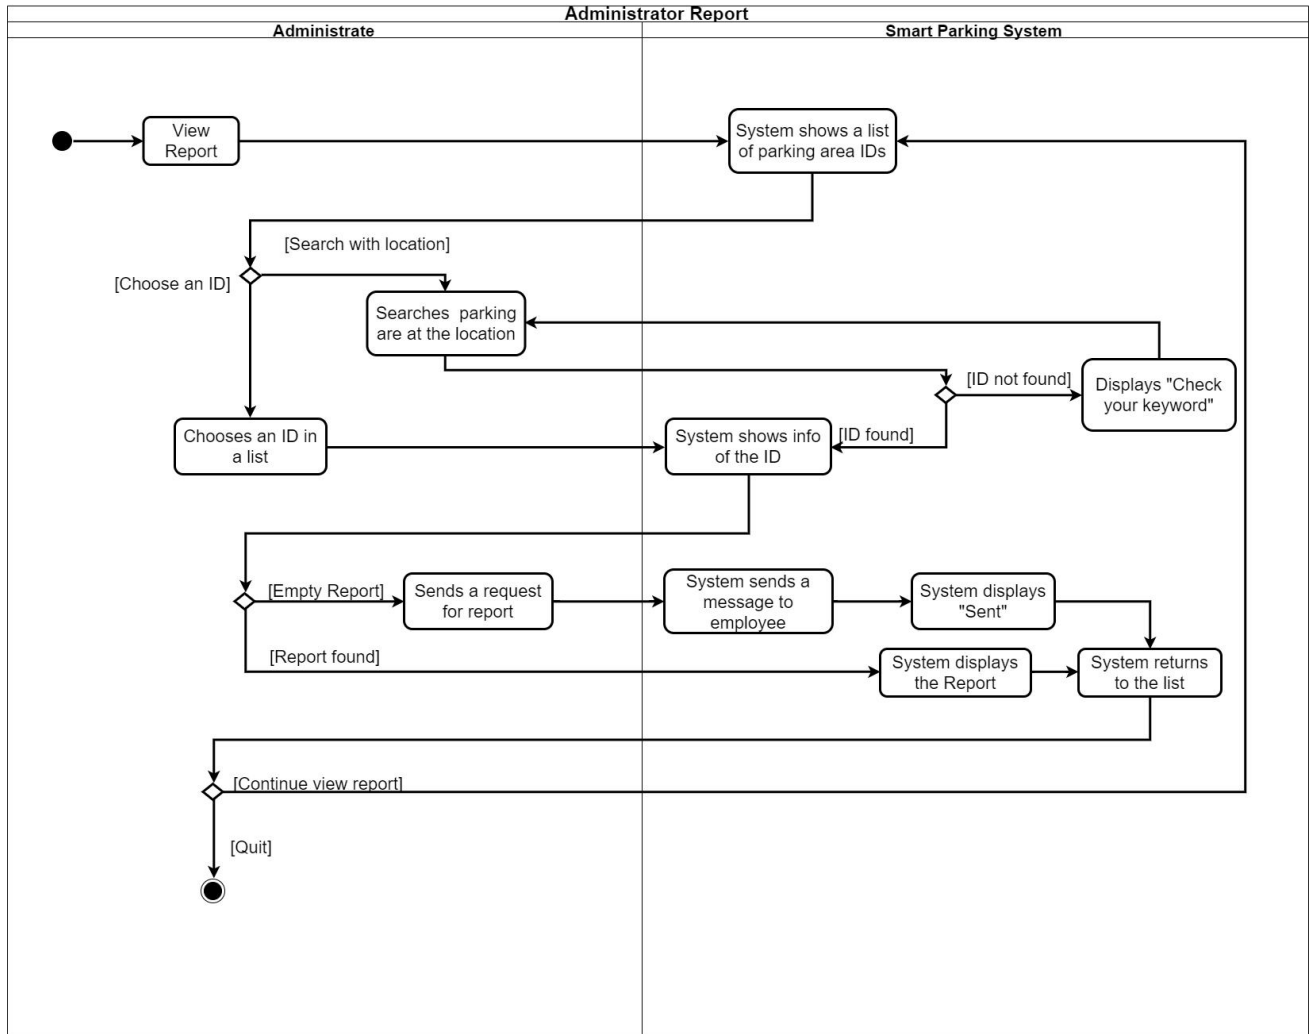 Administrator Report
Administrate
Smart Parking System
View
Report
System shows a list
of parking area IDs
[Search with location]
[Choose an ID]
Searches  parking
are at the location
[ID not found]
Displays "Check
your keyword"
Chooses an ID in
a list
System shows info
of the ID
[ID found]
[Empty Report]
Sends a request
for report
System sends a
message to
employee
System displays
"Sent"
[Report found]
System displays
the Report
System returns
to the list
[Continue view report]
[Quit]